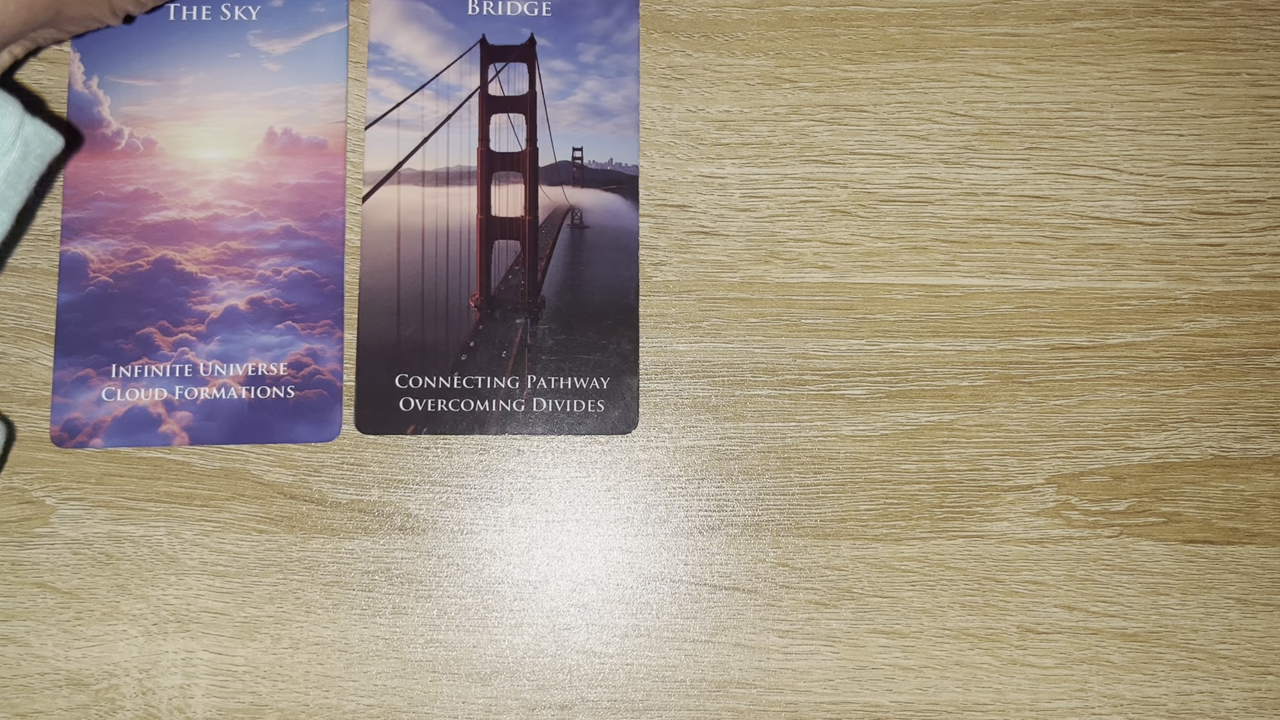 The Sky
Infinite Universe
Cloud Formations
Bridge
Connecting Pathway
Overcoming Divides